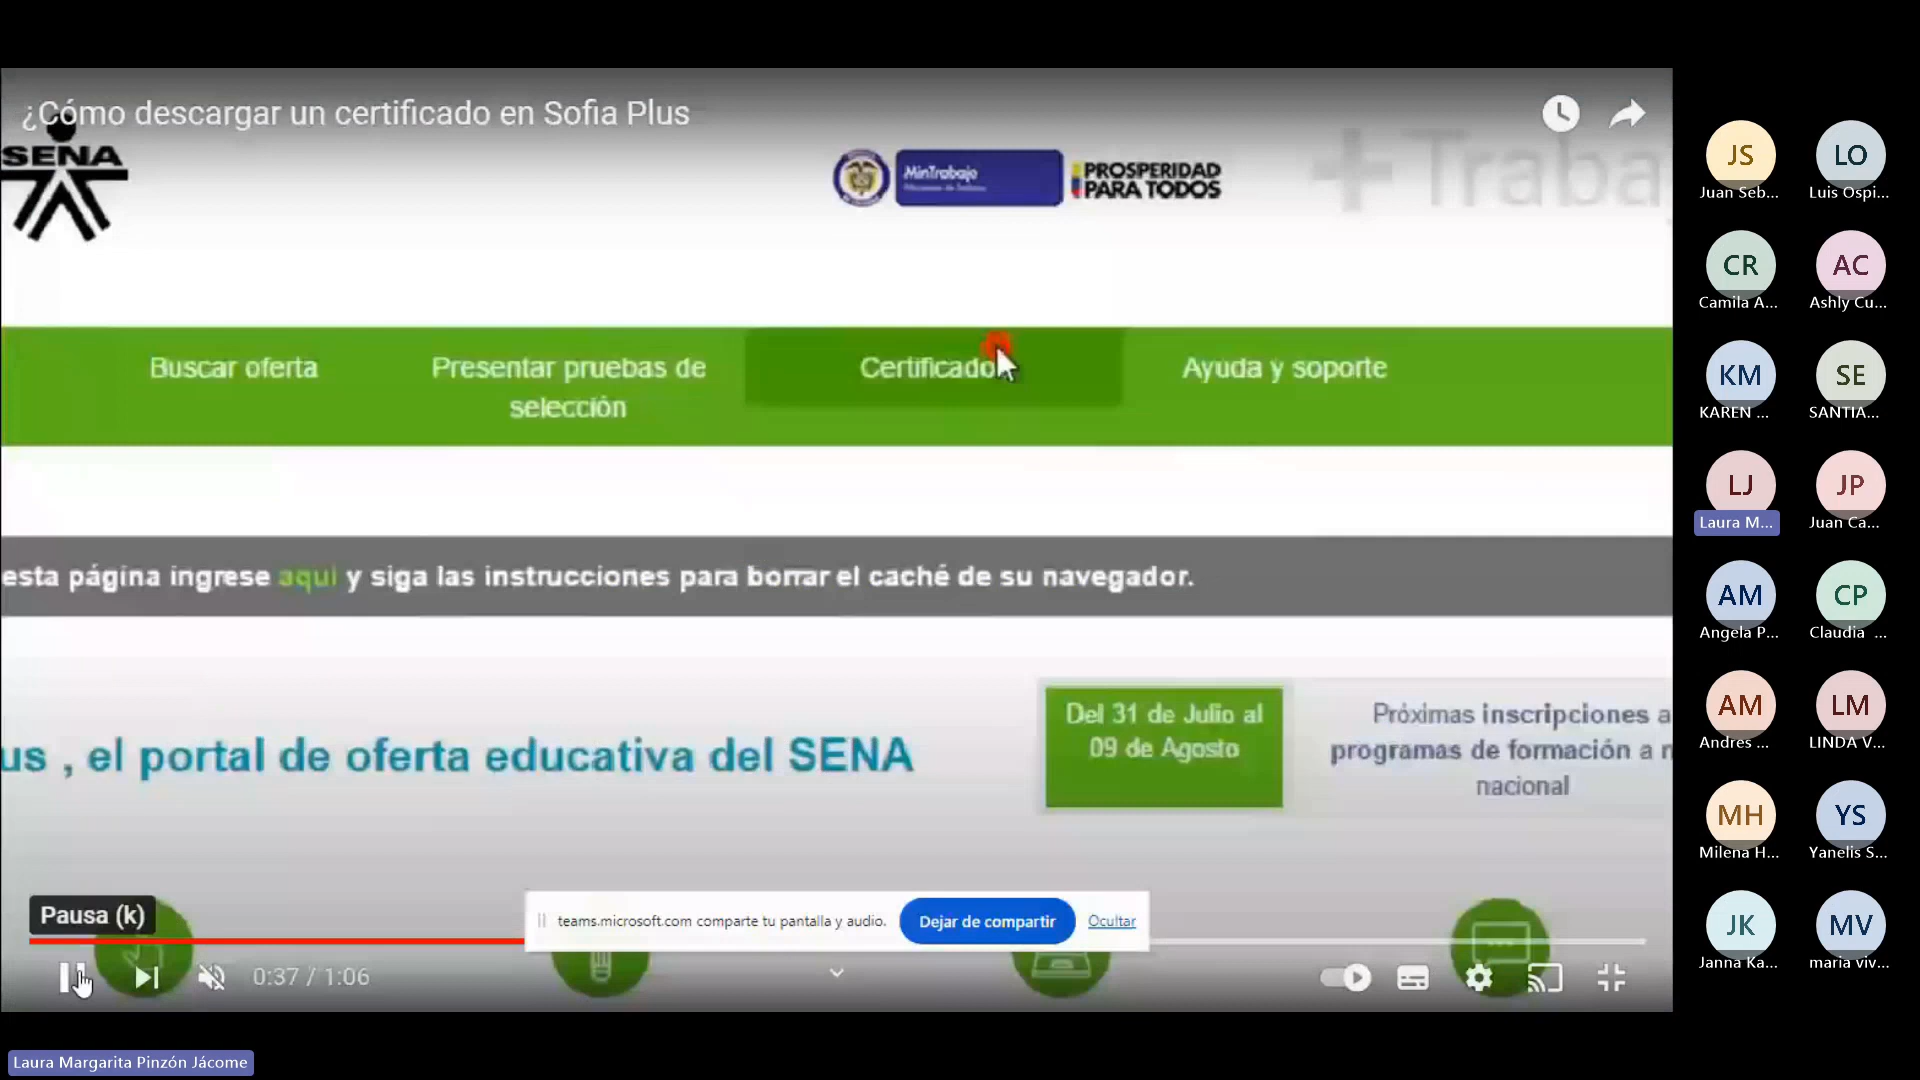 ¿Cómo descargar un certificado en Sofia Plus
SENA
MinTrabajo
PROSPERIDAD
PARA TODOS
Buscar oferta
Presentar pruebas de
selección
Certificado
Ayuda y soporte
esta página ingrese aquí y siga las instrucciones para borrar el caché de su navegador.
us , el portal de oferta educativa del SENA
Del 31 de Julio al
09 de Agosto
Próximas inscripciones a
programas de formación a n
nacional
Pausa (k)
teams.microsoft.com comparte tu pantalla y audio.
Dejar de compartir
Ocultar
0:37 / 1:06
Laura Margarita Pinzón Jácome
JS
Juan Seb...
LO
Luis Ospi...
CR
Camila A...
AC
Ashly Cu...
KM
KAREN ...
SE
SANTIA...
LJ
Laura M...
JP
Juan Ca...
AM
Angela P...
CP
Claudia ...
AM
Andres ...
LM
LINDA V...
MH
Milena H...
YS
Yanelis S...
JK
Janna Ka...
MV
maria viv...